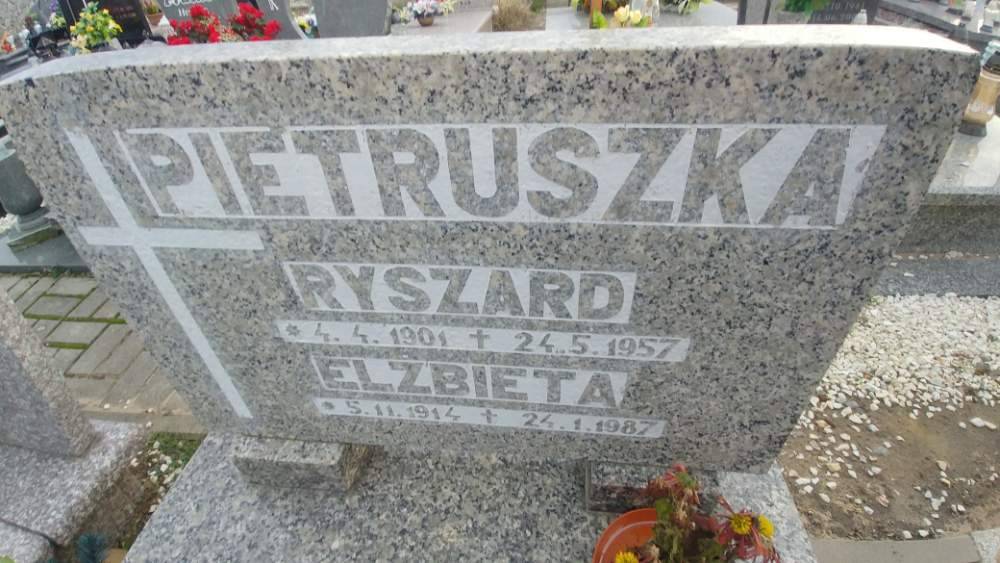 PIETRUSZKA
RYSZARD
* 4. 4. 1901 + 24. 5. 1957
ELŻBIETA
* 5. 11. 1914 + 24. 1. 1987